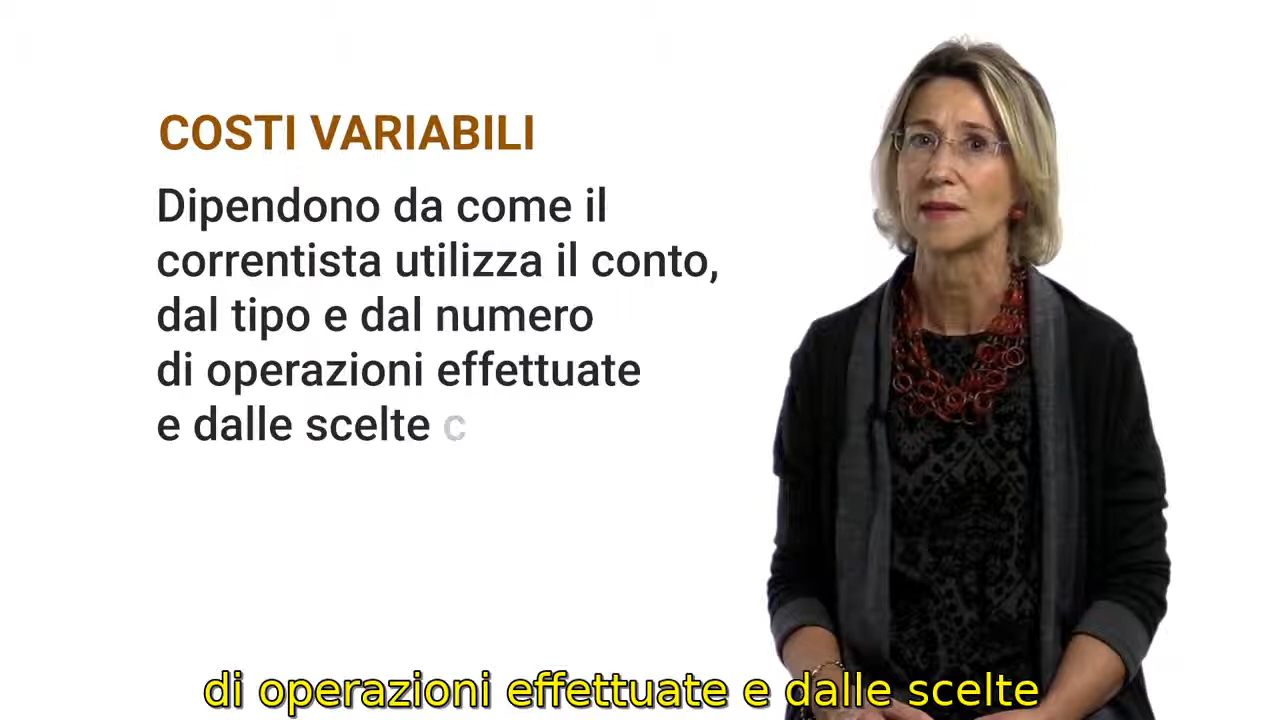 COSTI VARIABILI
Dipendono da come il
correntista utilizza il conto,
dal tipo e dal numero
di operazioni effettuate
e dalle scelte c
di operazioni effettuate e dalle scelte